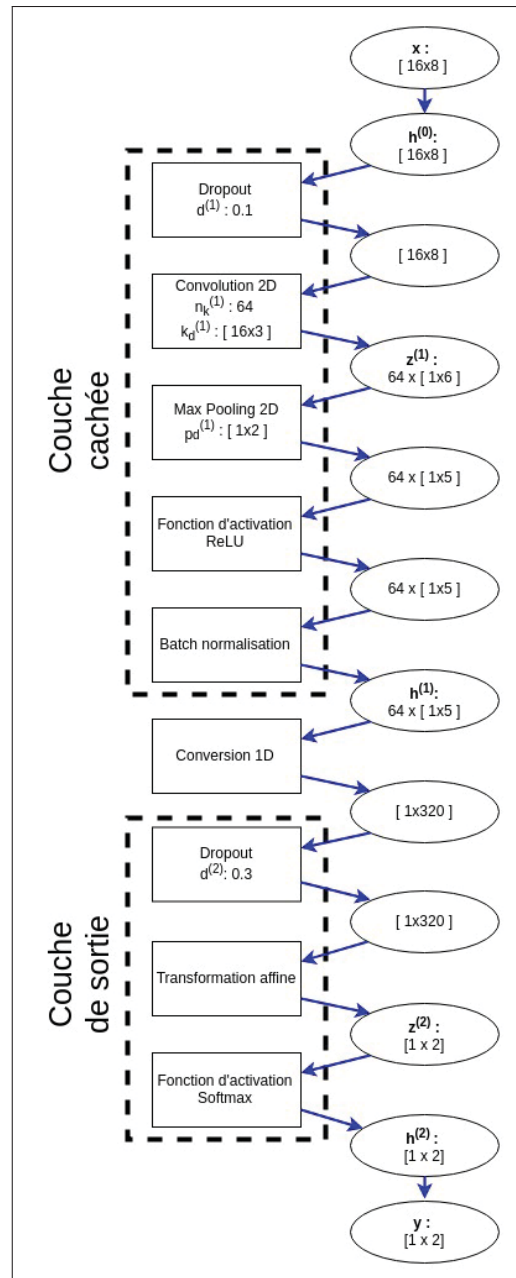 x :
[ 16x8 ]
h(0):
[ 16x8 ]
Couche
cachée
Dropout
d(1) : 0.1
[ 16x8 ]
Convolution 2D
nk(1) : 64
kd(1) : [ 16x3 ]
z(1) :
64 x [ 1x6 ]
Max Pooling 2D
pd(1) : [ 1x2 ]
64 x [ 1x5 ]
Fonction d'activation
ReLU
64 x [ 1x5 ]
Batch normalisation
h(1):
64 x [ 1x5 ]
Conversion 1D
[ 1x320 ]
Couche
de sortie
Dropout
d(2): 0.3
[ 1x320 ]
Transformation affine
z(2) :
[1 x 2]
Fonction d'activation
Softmax
h(2) :
[1 x 2]
y :
[1 x 2]